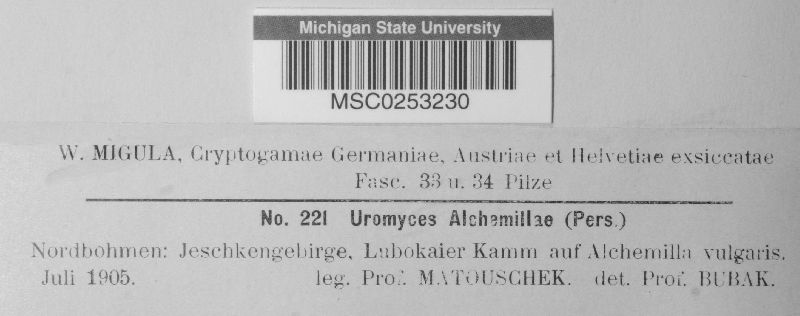 Michigan State University
MSC0253230
W. MIGULA, Cryptogamae Germaniae, Austriae et Helvetiae exsiccatae
Fasc. 33 u. 34 Pilze
No. 221 Uromyces Alchemillae (Pers.)
Nordböhmen: Jeschkengebirge, Lubokaier Kamm auf Alchemilla vulgaris.
Juli 1905. leg. Prof. MATOUSCHEK. det. Prof. BUBAK.